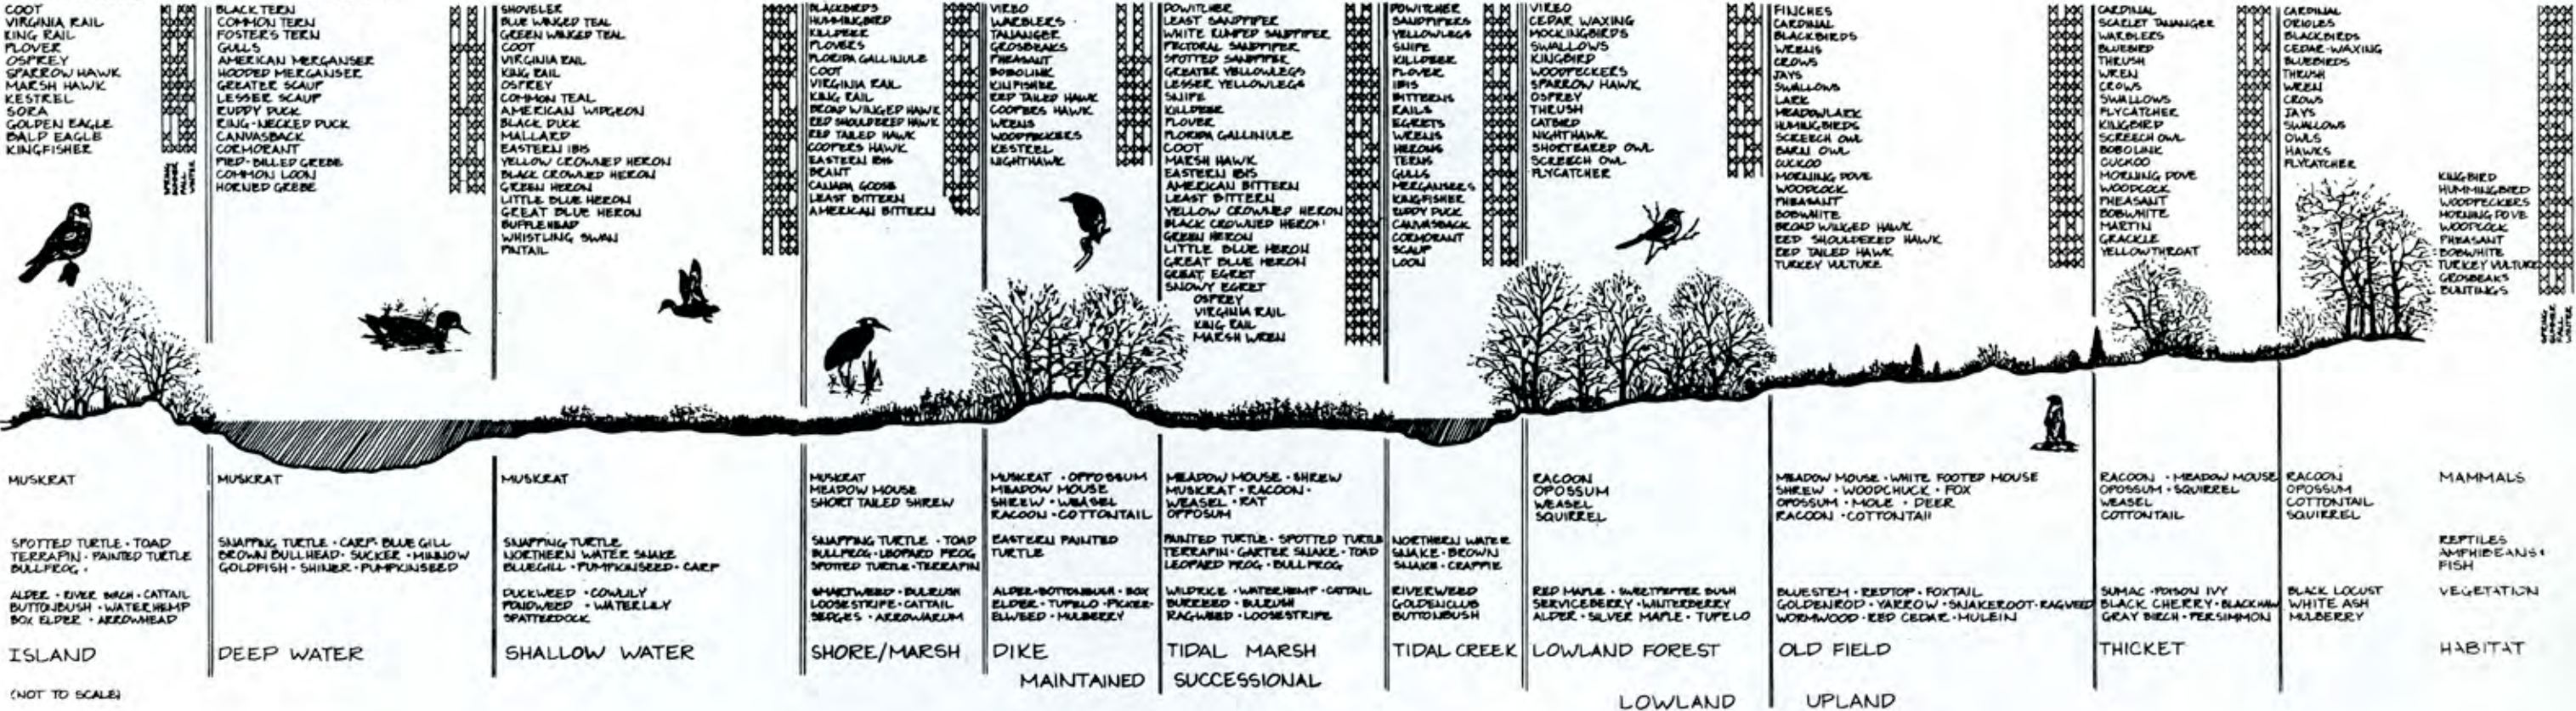 COOT
VIRGINIA RAIL
KING RAIL
PLOVER
OSPREY
SPARROW HAWK
MARSH HAWK
KESTREL
SORA
GOLDEN EAGLE
BALD EAGLE
KINGFISHER
SPRING
SUMMER
FALL
WINTER
BLACK TERN
COMMON TERN
FOSTER'S TERN
GULLS
AMERICAN MERGANSER
HOODED MERGANSER
GREATER SCAUP
LESSER SCAUP
RUDDY DUCK
RING-NECKED DUCK
CANVASBACK
CORMORANT
PIED-BILLED GREBE
COMMON LOON
HORNED GREBE
SHOVELER
BLUE WINGED TEAL
GREEN WINGED TEAL
COOT
VIRGINIA RAIL
KING RAIL
OSPREY
COMMON TEAL
AMERICAN WIDGEON
BLACK DUCK
MALLARD
EASTERN IBIS
YELLOW CROWNED HERON
BLACK CROWNED HERON
GREEN HERON
LITTLE BLUE HERON
GREAT BLUE HERON
BUFFLEHEAD
WHISTLING SWAN
PINTAIL
BLACKBIRDS
HUMMINGBIRD
KILLDEER
PLOVERS
FLORIDA GALLINULE
COOT
VIRGINIA RAIL
KING RAIL
BROAD WINGED HAWK
RED SHOULDERED HAWK
RED TAILED HAWK
COOPERS HAWK
EASTERN IBIS
BRANT
CANADA GOOSE
LEAST BITTERN
AMERICAN BITTERN
VIREO
WARBLERS
TANANGER
GROSBEAKS
PHEASANT
BOBOLINK
KINFISHER
RED TAILED HAWK
COOPERS HAWK
WRENS
WOODPECKERS
KESTREL
NIGHTHAWK
DOWITCHER
LEAST SANDPIPER
WHITE RUMPED SANDPIPER
PECTORAL SANDPIPER
SPOTTED SANDPIPER
GREATER YELLOWLEGS
LESSER YELLOWLEGS
SNIPE
KILLDEER
PLOVER
FLORIDA GALLINULE
COOT
MARSH HAWK
EASTERN IBIS
AMERICAN BITTERN
LEAST BITTERN
YELLOW CROWNED HERON
BLACK CROWNED HERON
GREEN HERON
LITTLE BLUE HERON
GREAT BLUE HERON
GREAT EGRET
SNOWY EGRET
OSPREY
VIRGINIA RAIL
KING RAIL
MARSH WREN
DOWITCHER
SANDPIPERS
YELLOWLEGS
SNIPE
KILLDEER
PLOVER
IBIS
BITTERNS
RAILS
EGRETS
WRENS
HERONS
TERNS
GULLS
MERGANSERS
KINGFISHER
RUDDY DUCK
CANVASBACK
CORMORANT
SCAUP
LOON
VIREO
CEDAR WAXING
MOCKINGBIRDS
SWALLOWS
KINGBIRD
WOODPECKERS
SPARROW HAWK
OSPREY
THRUSH
CATBIRD
NIGHTHAWK
SHORTEARED OWL
SCREECH OWL
FLYCATCHER
FINCHES
CARDINAL
BLACKBIRDS
WRENS
CROWS
JAYS
SWALLOWS
LARK
MEADOWLARK
HUMINGBIRDS
SCREECH OWL
BARN OWL
CUCKOO
MORNING DOVE
WOODCOCK
PHEASANT
BOBWHITE
BROAD WINGED HAWK
RED SHOULDERED HAWK
RED TAILED HAWK
TURKEY VULTURE
CARDINAL
SCARLET TANANGER
WARBLERS
BLUEBIRD
THRUSH
WREN
CROWS
SWALLOWS
FLYCATCHER
KINGBIRD
SCREECH OWL
BOBOLINK
CUCKOO
MORNING DOVE
WOODCOCK
PHEASANT
BOBWHITE
MARTIN
GRACKLE
YELLOWTHROAT
CARDINAL
ORIOLES
BLACKBIRDS
CEDAR-WAXING
BLUEBIRDS
THRUSH
WREN
CROWS
JAYS
SWALLOWS
OWLS
HAWKS
FLYCATCHER
KINGBIRD
HUMMINGBIRD
WOODPECKERS
MORNING DOVE
WOODCOCK
PHEASANT
BOBWHITE
TURKEY VULTURE
GROSBEAKS
BUNTINGS
SPRING
SUMMER
FALL
WINTER
MUSKRAT
MUSKRAT
MUSKRAT
MUSKRAT
MEADOW MOUSE
SHORT TAILED SHREW
MUSKRAT · OPPOSSUM
MEADOW MOUSE
SHREW · WEASEL
RACOON · COTTONTAIL
MEADOW MOUSE · SHREW
MUSKRAT · RACOON ·
WEASEL · RAT
OPPOSUM
RACOON
OPOSSUM
WEASEL
SQUIRREL
MEADOW MOUSE · WHITE FOOTED MOUSE
SHREW · WOODCHUCK · FOX
OPOSSUM · MOLE · DEER
RACOON · COTTONTAIL
RACOON · MEADOW MOUSE
OPOSSUM · SQUIRREL
WEASEL
COTTONTAIL
RACOON
OPOSSUM
COTTONTAIL
SQUIRREL
MAMMALS
SPOTTED TURTLE · TOAD
TERRAPIN · PAINTED TURTLE
BULLFROG ·
SNAPPING TURTLE · CARP · BLUE GILL
BROWN BULLHEAD · SUCKER · MINNOW
GOLDFISH · SHINER · PUMPKINSEED
SNAPPING TURTLE
NORTHERN WATER SNAKE
BLUEGILL · PUMPKINSEED · CARP
SNAPPING TURTLE · TOAD
BULLFROG · LEOPARD FROG
SPOTTED TURTLE · TERRAPIN
EASTERN PAINTED
TURTLE
PAINTED TURTLE · SPOTTED TURTLE
TERRAPIN · GARTER SNAKE · TOAD
LEOPARD FROG · BULL FROG
NORTHERN WATER
SNAKE · BROWN
SNAKE · CRAPPIE
REPTILES
AMPHIBEANS &
FISH
ALDER · RIVER BIRCH · CATTAIL
BUTTONBUSH · WATER HEMP
BOX ELDER · ARROWHEAD
DUCKWEED · COWLILY
PONDWEED · WATERLILY
SPATTERDOCK
SMARTWEED · BULRUSH
LOOSESTRIFE · CATTAIL
SEDGES · ARROWARUM
ALDER · BOTTONBUSH · BOX
ELDER · TUPELO · PICKER-
ELWEED · MULBERRY
WILDRICE · WATERHEMP · CATTAIL
BURREED · BULRUSH
RAGWEED · LOOSESTRIFE
RIVERWEED
GOLDENCLUB
BUTTONBUSH
RED MAPLE · SWEETPEPPER BUSH
SERVICEBERRY · WINTERBERRY
ALDER · SILVER MAPLE · TUPELO
BLUESTEM · REDTOP · FOXTAIL
GOLDENROD · YARROW · SNAKEROOT · RAGWEED
WORMWOOD · RED CEDAR · MULEIN
SUMAC · POISON IVY
BLACK CHERRY · BLACKHAW
GRAY BIRCH · PERSIMMON
BLACK LOCUST
WHITE ASH
MULBERRY
VEGETATION
ISLAND
DEEP WATER
SHALLOW WATER
SHORE/MARSH
DIKE
TIDAL MARSH
TIDAL CREEK
LOWLAND FOREST
OLD FIELD
THICKET
HABITAT
MAINTAINED
SUCCESSIONAL
(NOT TO SCALE)
LOWLAND
UPLAND